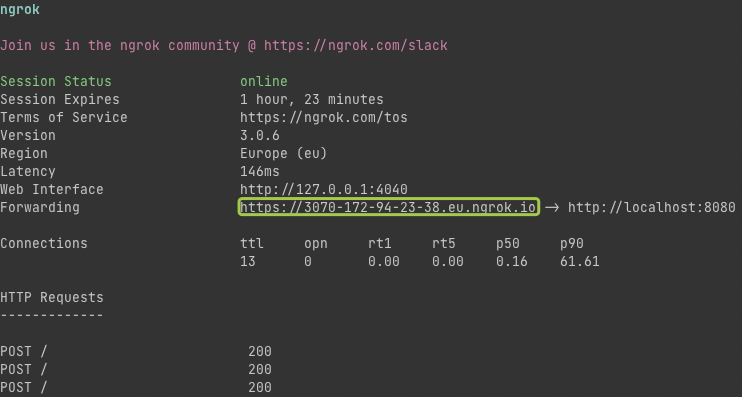 ngrok
Join us in the ngrok community @ https://ngrok.com/slack
Session Status online
Session Expires 1 hour, 23 minutes
Terms of Service https://ngrok.com/tos
Version 3.0.6
Region Europe (eu)
Latency 146ms
Web Interface http://127.0.0.1:4040
Forwarding https://3070-172-94-23-38.eu.ngrok.io -> http://localhost:8080
Connections ttl opn rt1 rt5 p50 p90
13 0 0.00 0.00 0.16 61.61
HTTP Requests
-------------
POST / 200
POST / 200
POST / 200